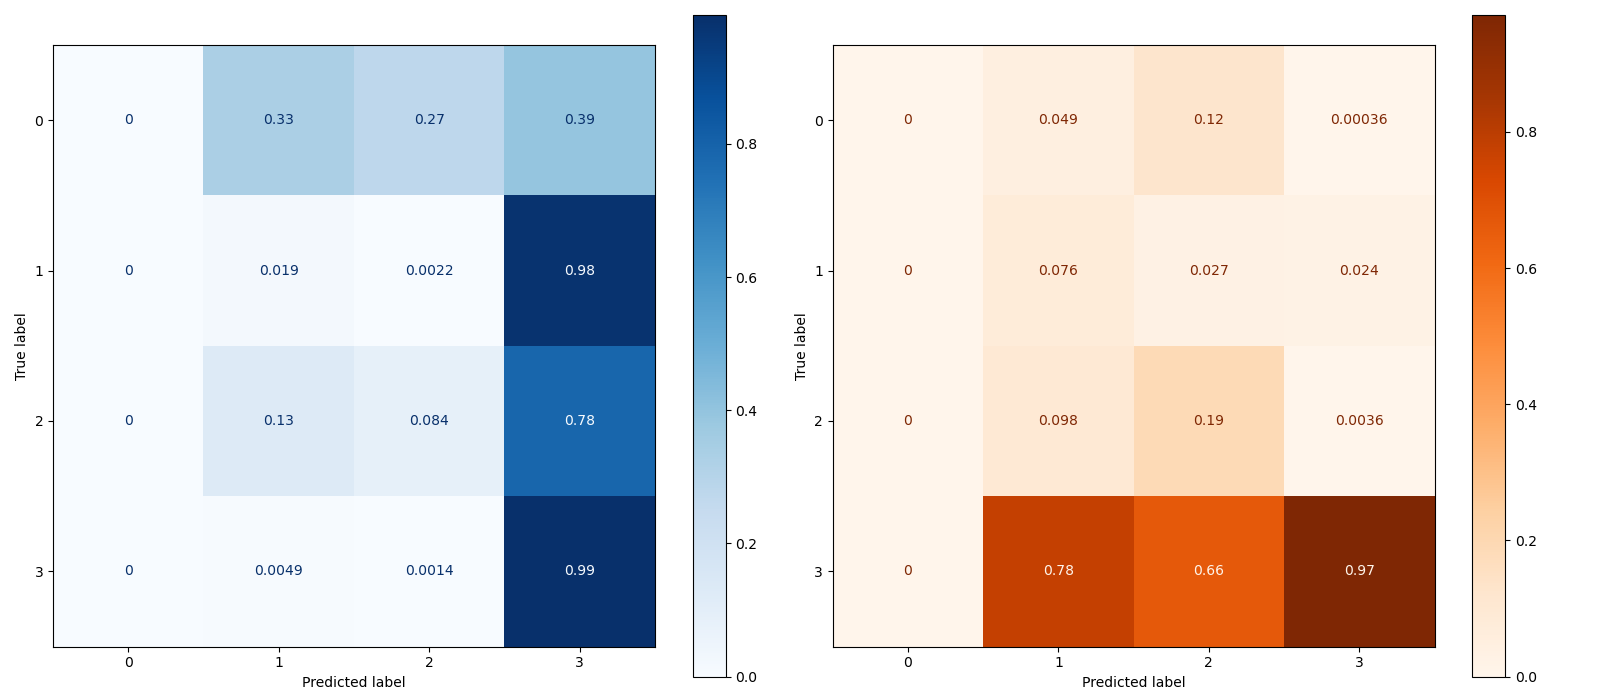 0 0 0.33 0.27 0.39
1 0 0.019 0.0022 0.98
2 0 0.13 0.084 0.78
3 0 0.0049 0.0014 0.99
0 1 2 3
True label
Predicted label
0.8
0.6
0.4
0.2
0.0
0 0 0.049 0.12 0.00036
1 0 0.076 0.027 0.024
2 0 0.098 0.19 0.0036
3 0 0.78 0.66 0.97
0 1 2 3
True label
Predicted label
0.8
0.6
0.4
0.2
0.0